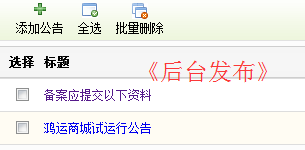 添加公告 全选 批量删除
选择 标题
《后台发布》
备案应提交以下资料
鸿运商城试运行公告